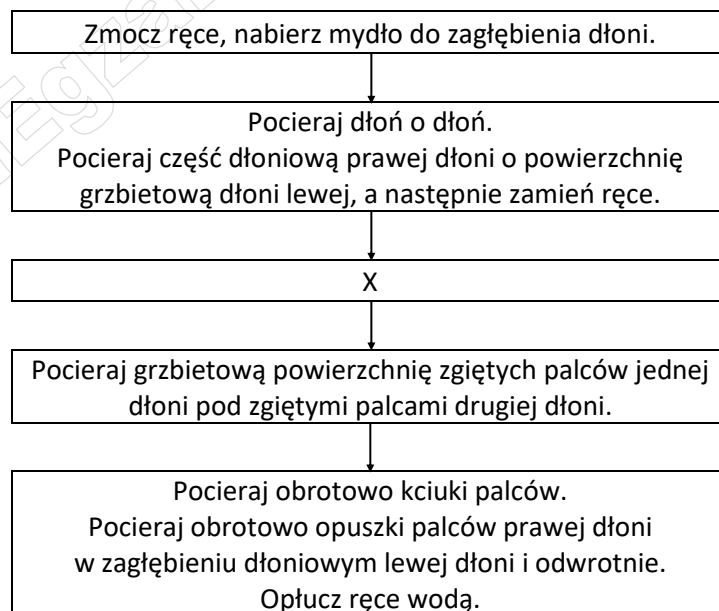 Zmocz ręce, nabierz mydło do zagłębienia dłoni.
Pocieraj dłoń o dłoń.
Pocieraj część dłoniową prawej dłoni o powierzchnię
grzbietową dłoni lewej, a następnie zamień ręce.
X
Pocieraj grzbietową powierzchnię zgiętych palców jednej
dłoni pod zgiętymi palcami drugiej dłoni.
Pocieraj obrotowo kciuki palców.
Pocieraj obrotowo opuszki palców prawej dłoni
w zagłębieniu dłoniowym lewej dłoni i odwrotnie.
Opłucz ręce wodą.